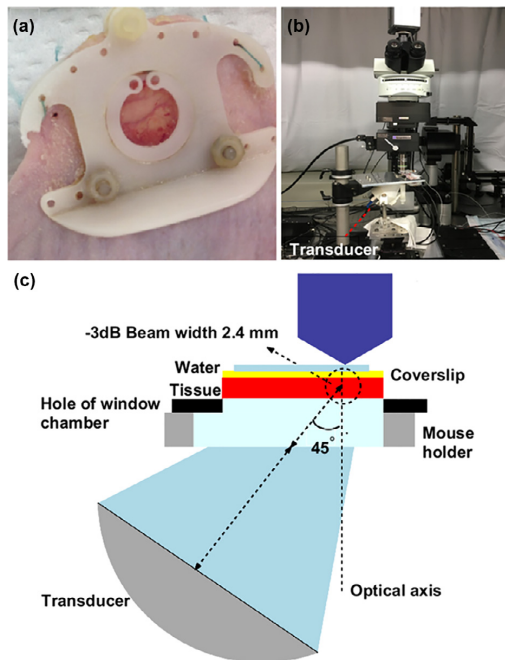 (a)
(b)
Transducer
(c)
-3dB Beam width 2.4 mm
Water
Coverslip
Tissue
Hole of window
chamber
Mouse
holder
45°
Transducer
Optical axis